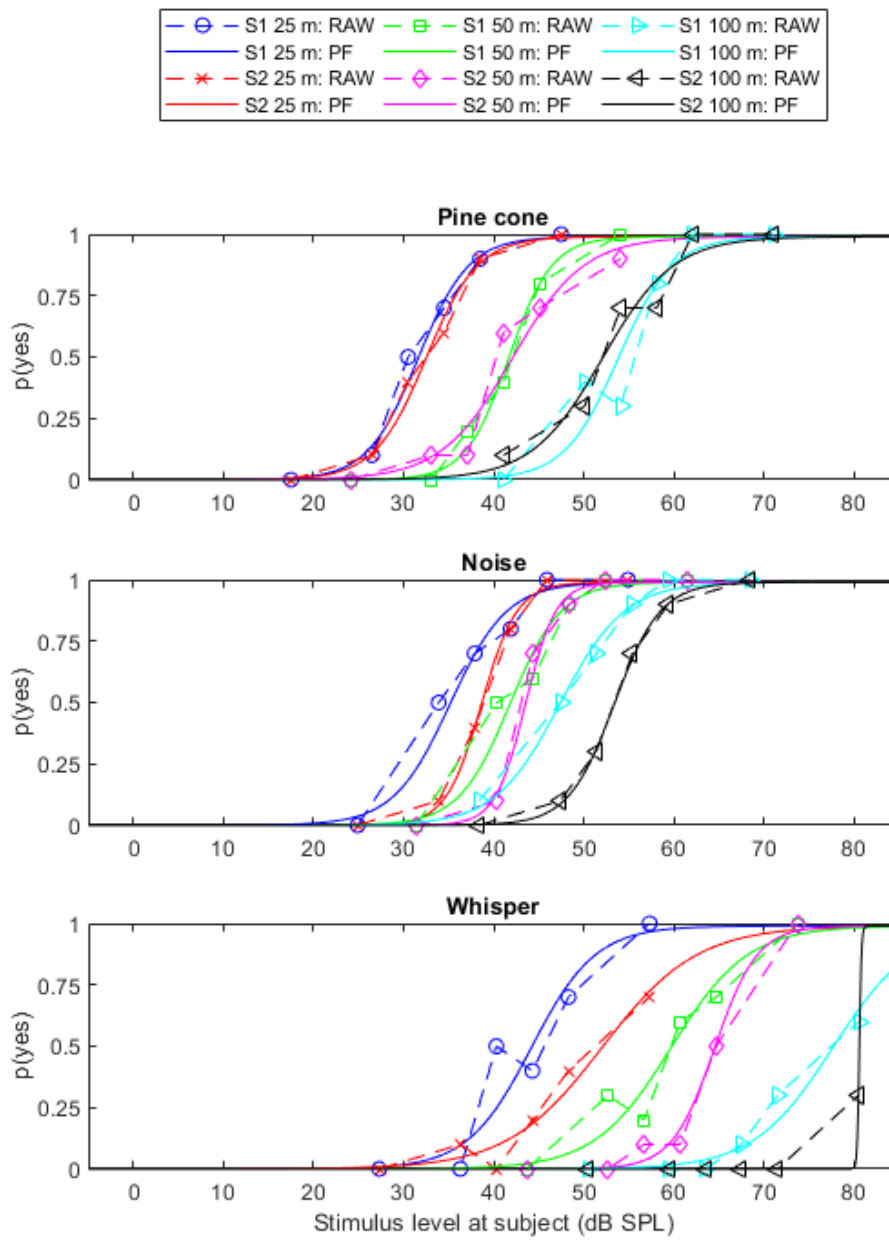 S1 25 m: RAW S1 50 m: RAW S1 100 m: RAW
S1 25 m: PF S1 50 m: PF S1 100 m: PF
S2 25 m: RAW S2 50 m: RAW S2 100 m: RAW
S2 25 m: PF S2 50 m: PF S2 100 m: PF
Pine cone
1
0.75
0.5
0.25
0
p(yes)
0 10 20 30 40 50 60 70 80
Noise
1
0.75
0.5
0.25
0
p(yes)
0 10 20 30 40 50 60 70 80
Whisper
1
0.75
0.5
0.25
0
p(yes)
0 10 20 30 40 50 60 70 80
Stimulus level at subject (dB SPL)